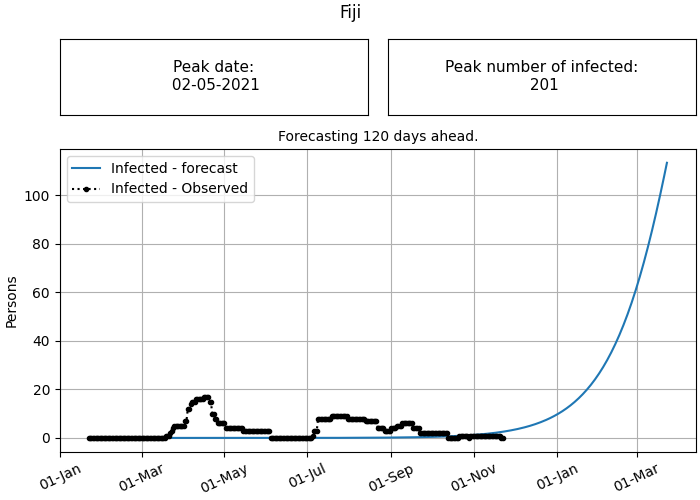 Fiji
Peak date:
02-05-2021
Peak number of infected:
201
Forecasting 120 days ahead.
Infected - forecast
Infected - Observed
Persons
100
80
60
40
20
0
01-Jan
01-Mar
01-May
01-Jul
01-Sep
01-Nov
01-Jan
01-Mar